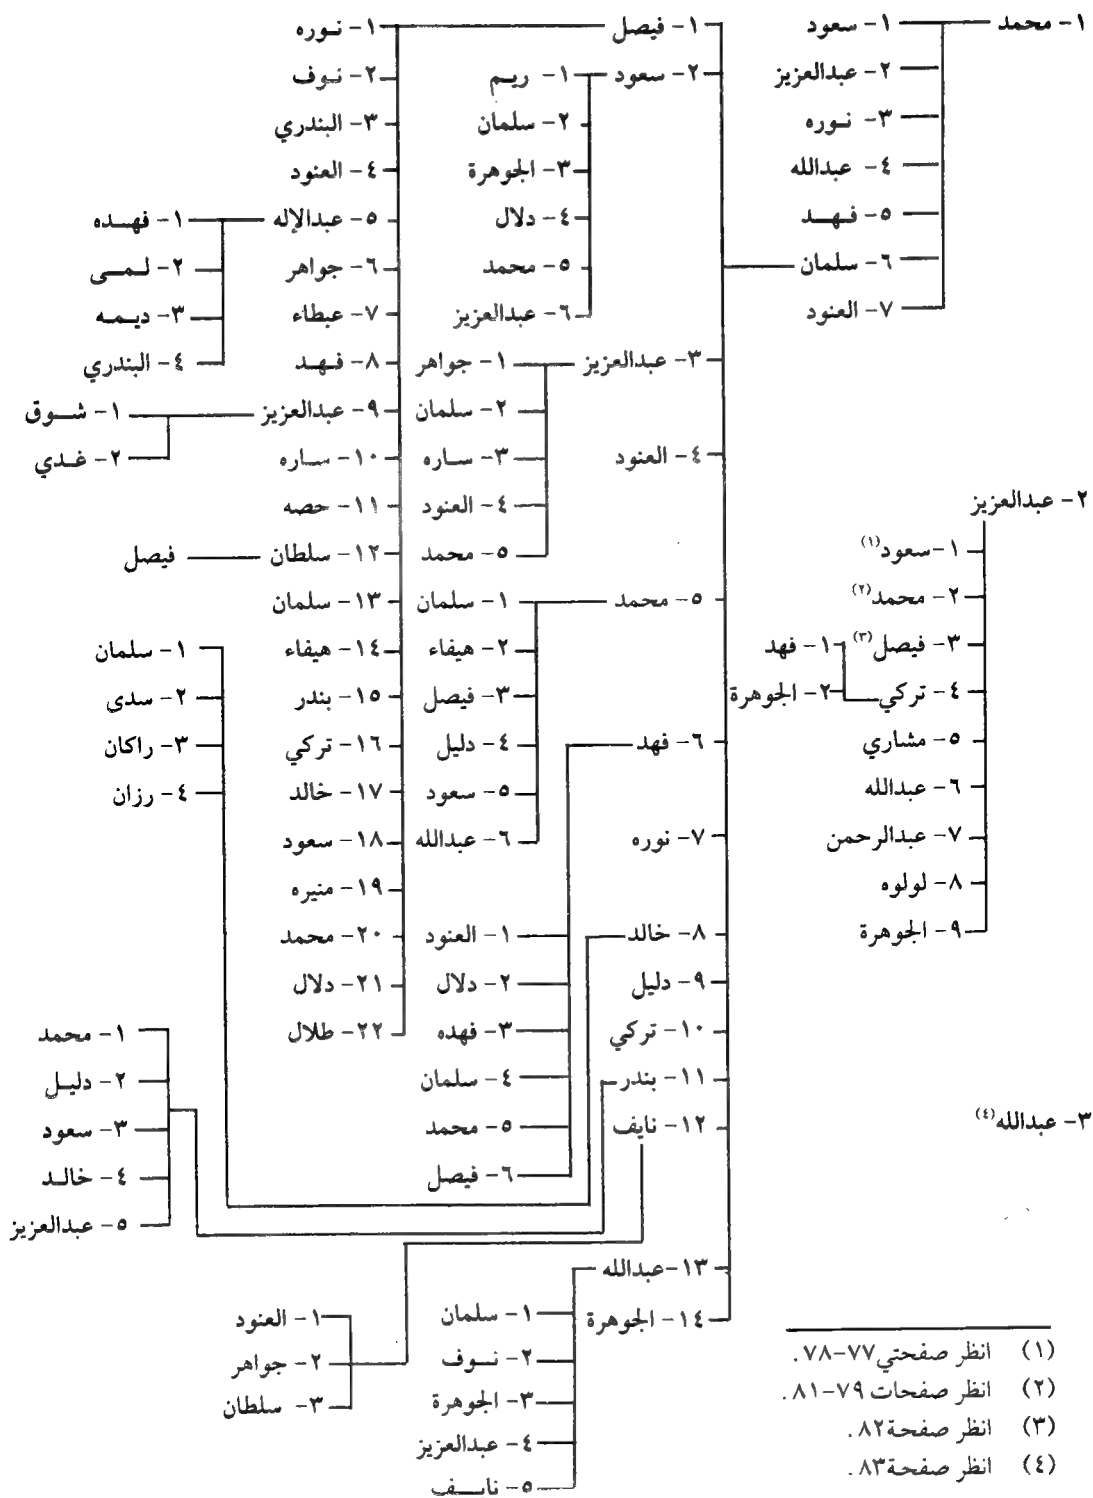 ١- محمد
١- سعود
٢- عبدالعزيز
٣- نوره
٤- عبدالله
٥- فهد
٦- سلمان
٧- العنود
١- فيصل
٢- سعود
٣- عبدالعزيز
٤- العنود
٥- محمد
٦- فهد
٧- نوره
٨- خالد
٩- دليل
١٠- تركي
١١- بندر
١٢- نايف
١٣- عبدالله
١٤- الجوهرة
١- نوره
٢- نوف
٣- البندري
٤- العنود
٥- عبدالإله
٦- جواهر
٧- عبطاء
٨- فهد
٩- عبدالعزيز
١٠- ساره
١١- حصه
١٢- سلطان
١٣- سلمان
١٤- هيفاء
١٥- بندر
١٦- تركي
١٧- خالد
١٨- سعود
١٩- منيره
٢٠- محمد
٢١- دلال
٢٢- طلال
١- فهده
٢- لمى
٣- ديمه
٤- البندري
١- شوق
٢- غدي
فيصل
١- ريم
٢- سلمان
٣- الجوهرة
٤- دلال
٥- محمد
٦- عبدالعزيز
١- جواهر
٢- سلمان
٣- ساره
٤- العنود
٥- محمد
١- سلمان
٢- هيفاء
٣- فيصل
٤- دليل
٥- سعود
٦- عبدالله
١- العنود
٢- دلال
٣- فهده
٤- سلمان
٥- محمد
٦- فيصل
١- سلمان
٢- سدي
٣- راكان
٤- رزان
١- محمد
٢- دليل
٣- سعود
٤- خالد
٥- عبدالعزيز
١- العنود
٢- جواهر
٣- سلطان
١- سلمان
٢- نوف
٣- الجوهرة
٤- عبدالعزيز
٥- نايف
٢- عبدالعزيز
١- سعود (١)
٢- محمد (٢)
٣- فيصل (٣)
٤- تركي
٥- مشاري
٦- عبدالله
٧- عبدالرحمن
٨- لولوه
٩- الجوهرة
١- فهد
٢- الجوهرة
٣- عبدالله (٤)
(١) انظر صفحتي ٧٧-٧٨.
(٢) انظر صفحات ٧٩-٨١.
(٣) انظر صفحة ٨٢.
(٤) انظر صفحة ٨٣.